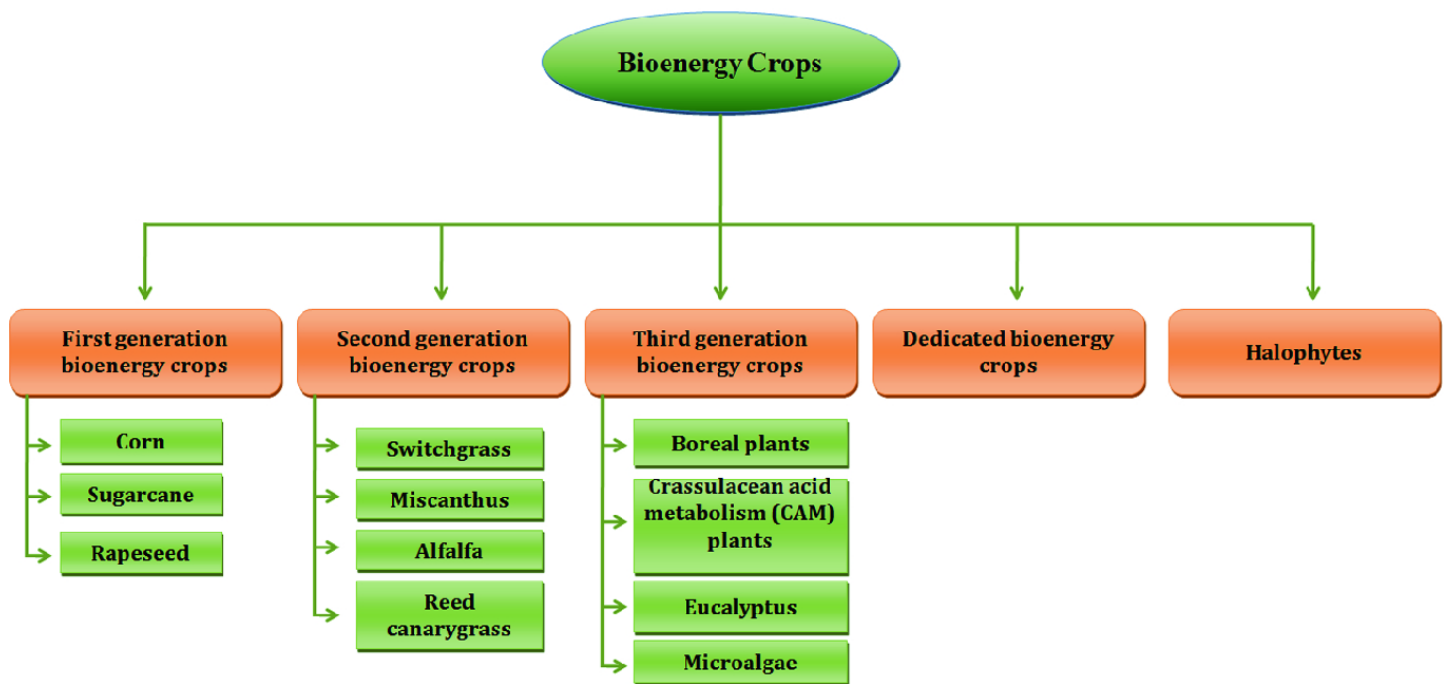 Bioenergy Crops
First generation
bioenergy crops
Second generation
bioenergy crops
Third generation
bioenergy crops
Dedicated bioenergy
crops
Halophytes
Corn
Sugarcane
Rapeseed
Switchgrass
Miscanthus
Alfalfa
Reed
canarygrass
Boreal plants
Crassulacean acid
metabolism (CAM)
plants
Eucalyptus
Microalgae